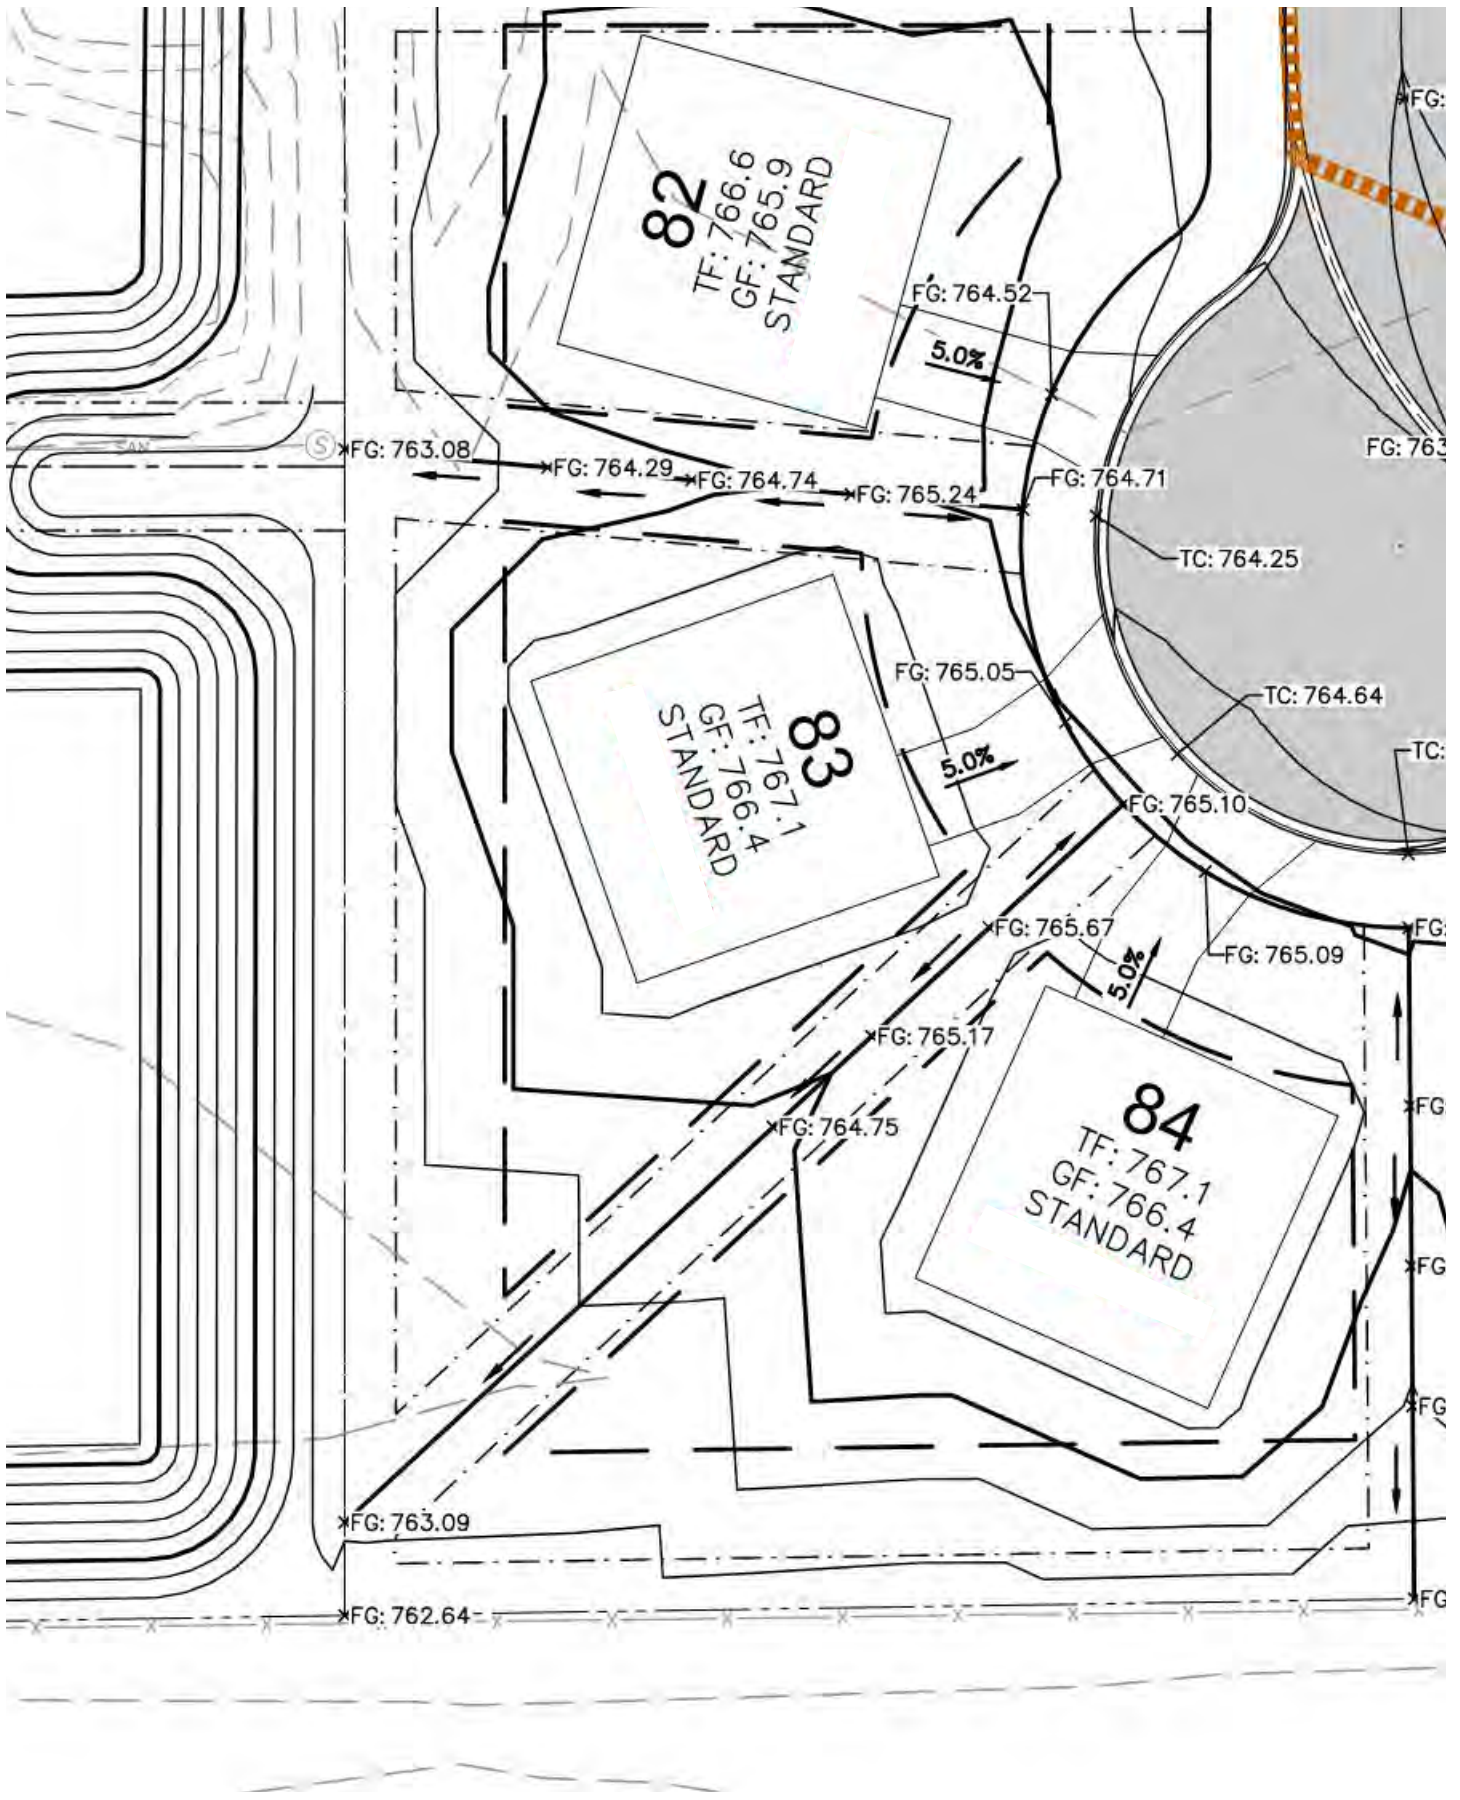 FG:
82
TF: 766.6
GF: 765.9
STANDARD
FG: 764.52
5.0%
SAN
S
FG: 763.08
FG: 764.29
FG: 764.74
FG: 765.24
FG: 764.71
FG: 763
TC: 764.25
FG: 765.05
TC: 764.64
83
TF: 767.1
GF: 766.4
STANDARD
5.0%
TC:
FG: 765.10
FG: 765.67
FG:
5.0%
FG: 765.09
FG: 765.17
84
TF: 767.1
GF: 766.4
STANDARD
FG: 764.75
FG
FG
FG
FG: 763.09
FG
FG: 762.64